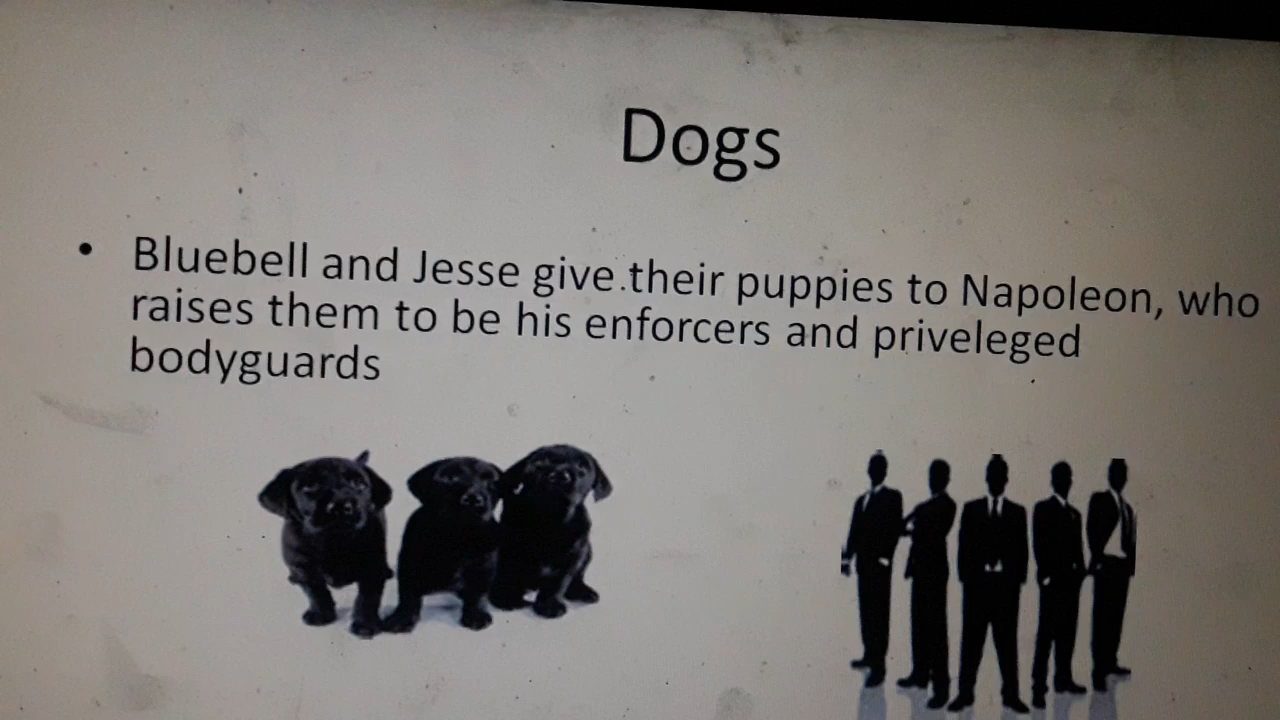 Dogs
• Bluebell and Jesse give their puppies to Napoleon, who
raises them to be his enforcers and priveleged
bodyguards